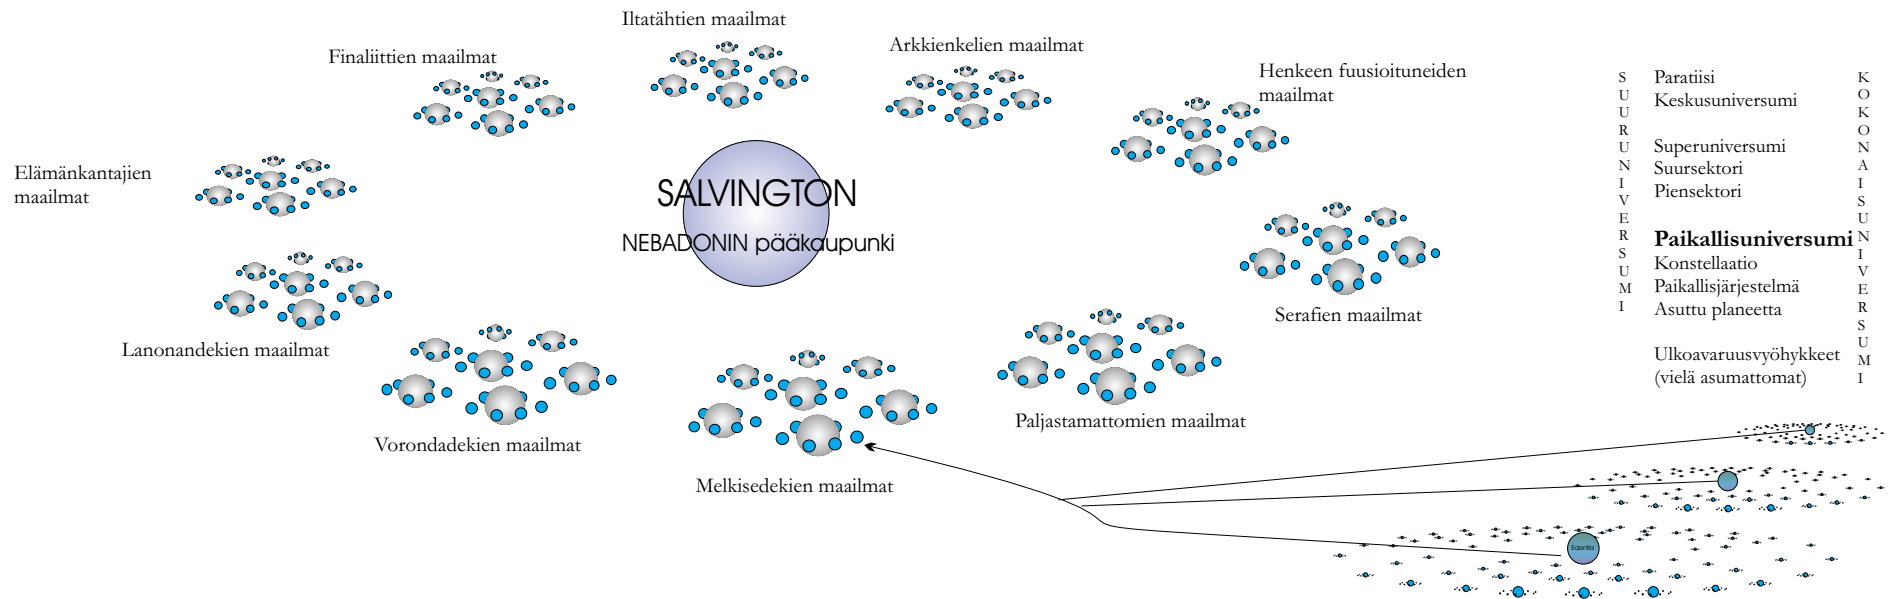 Iltatähtien maailmat
Finaliittien maailmat
Arkkienkelien maailmat
Henkeen fuusioituneiden
maailmat
Elämänkantajien
maailmat
SALVINGTON
NEBADONIN pääkaupunki
Lanonandekien maailmat
Serafien maailmat
Vorondadekien maailmat
Paljastamattomien maailmat
Melkisedekien maailmat
SUURUNIVERSUMI
Paratiisi
Keskusuniversumi
Superuniversumi
Suursektori
Piensektori
Paikallisuniversumi
Konstellaatio
Paikallisjärjestelmä
Asuttu planeetta
Ulkoavaruusvyöhykkeet
(vielä asumattomat)
KOKONAISUNIVERSUMI
Edentia